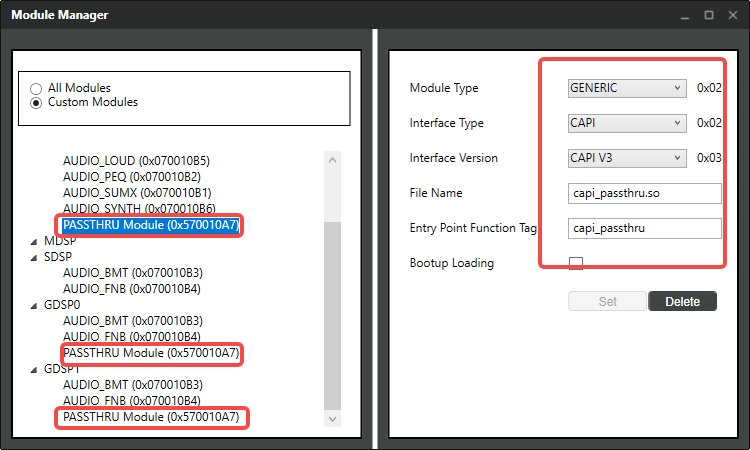 Module Manager
All Modules
Custom Modules
AUDIO_LOUD (0x070010B5)
AUDIO_PEQ (0x070010B2)
AUDIO_SUMX (0x070010B1)
AUDIO_SYNTH (0x070010B6)
PASSTHRU Module (0x570010A7)
MDSP
SDSP
AUDIO_BMT (0x070010B3)
AUDIO_FNB (0x070010B4)
GDSP0
AUDIO_BMT (0x070010B3)
AUDIO_FNB (0x070010B4)
PASSTHRU Module (0x570010A7)
GDSP1
AUDIO_BMT (0x070010B3)
AUDIO_FNB (0x070010B4)
PASSTHRU Module (0x570010A7)
Module Type GENERIC 0x02
Interface Type CAPI 0x02
Interface Version CAPI V3 0x03
File Name capi_passthru.so
Entry Point Function Tag capi_passthru
Bootup Loading
Set Delete